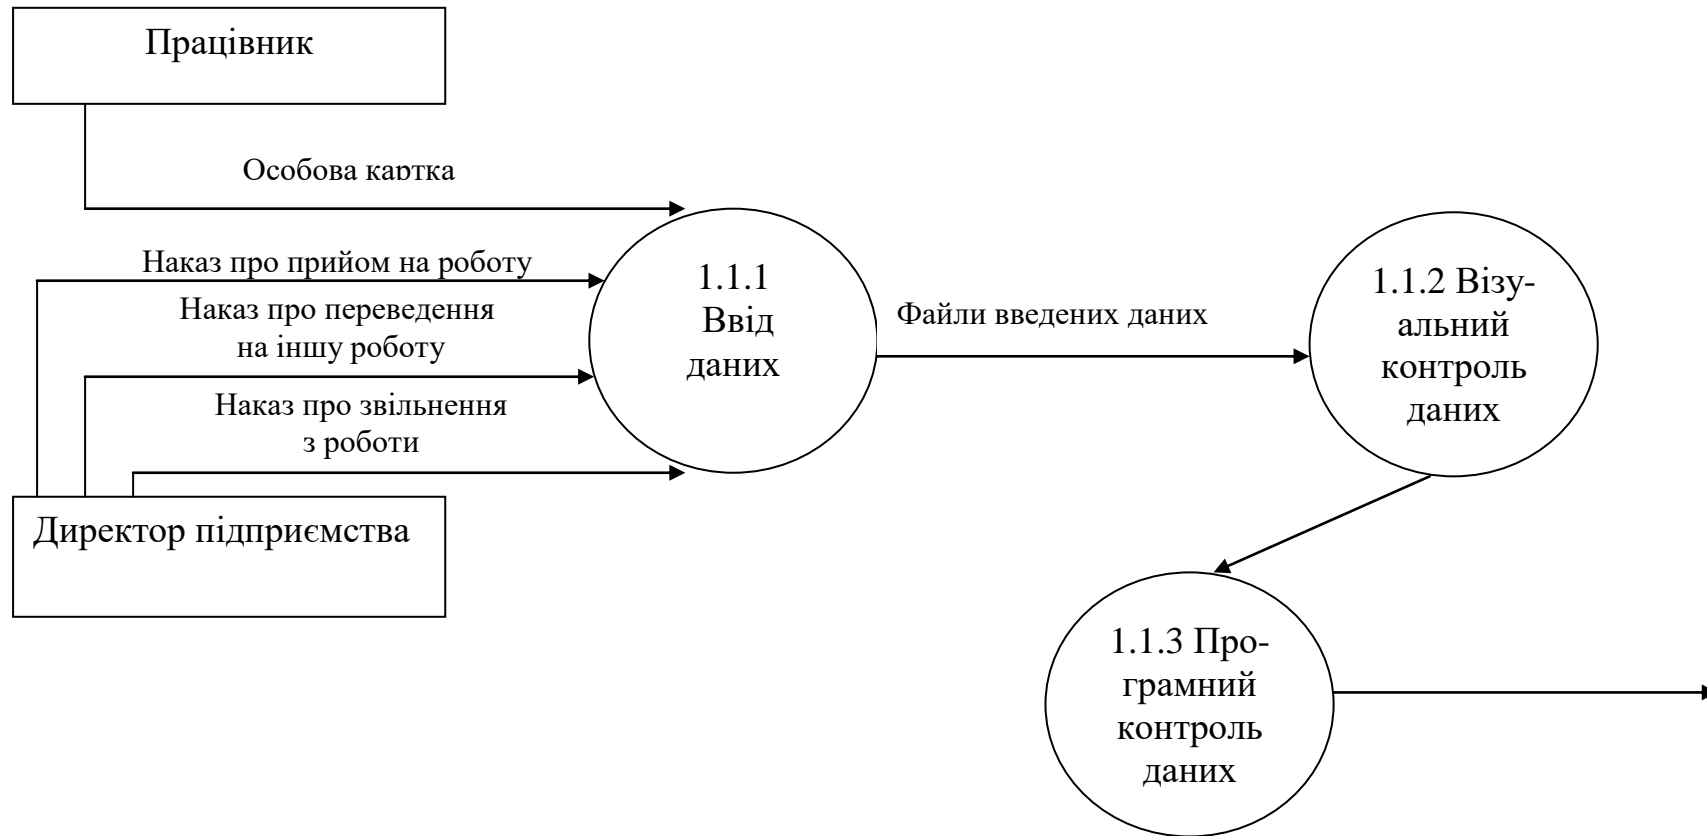 Працівник
Особова картка
Наказ про прийом на роботу
Наказ про переведення
на іншу роботу
Наказ про звільнення
з роботи
Директор підприємства
1.1.1
Ввід
даних
Файли введених даних
1.1.2 Візу-
альний
контроль
даних
1.1.3 Про-
грамний
контроль
даних